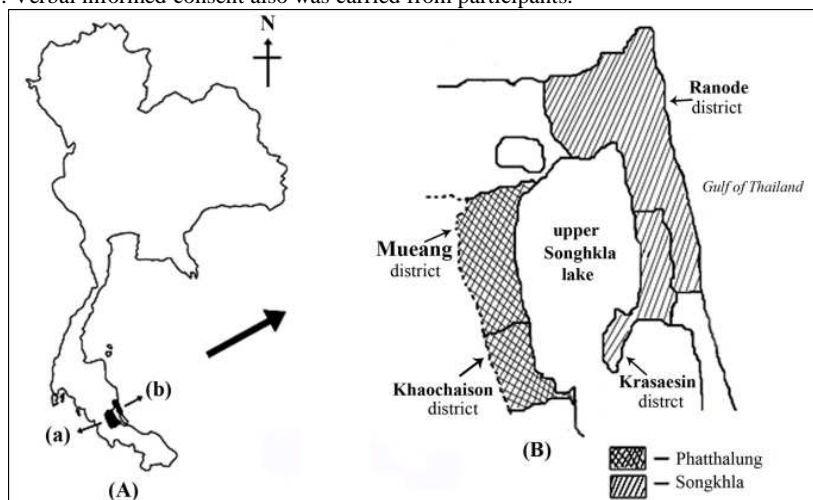 . Verbal informed consent also was carried from participants.
N
Ranode
district
Gulf of Thailand
Mueang
district
upper
Songhkla
lake
Khaochaison
district
Krasaesin
distrct
(b)
(a)
(A)
(B)
– Phatthalung
– Songkhla